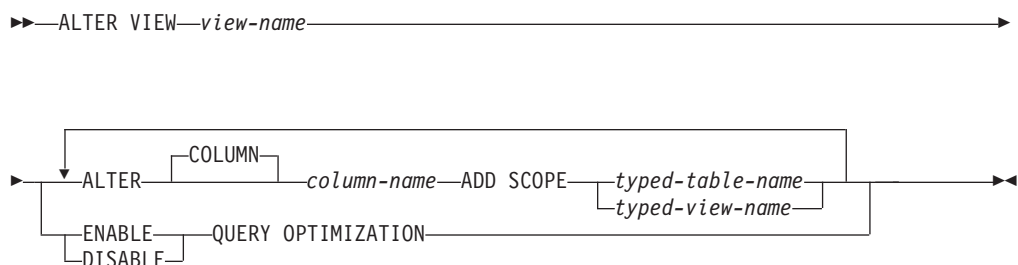 ALTER VIEW view-name
COLUMN
ALTER column-name ADD SCOPE typed-table-name
typed-view-name
ENABLE QUERY OPTIMIZATION
DISABLE